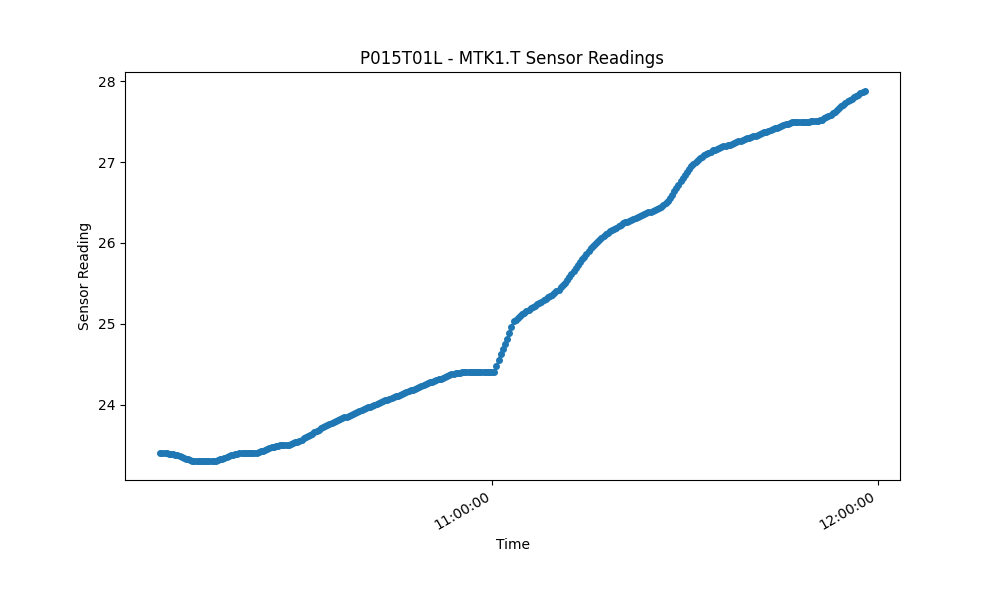 P015T01L - MTK1.T Sensor Readings
28
27
26
25
24
Sensor Reading
11:00:00
12:00:00
Time